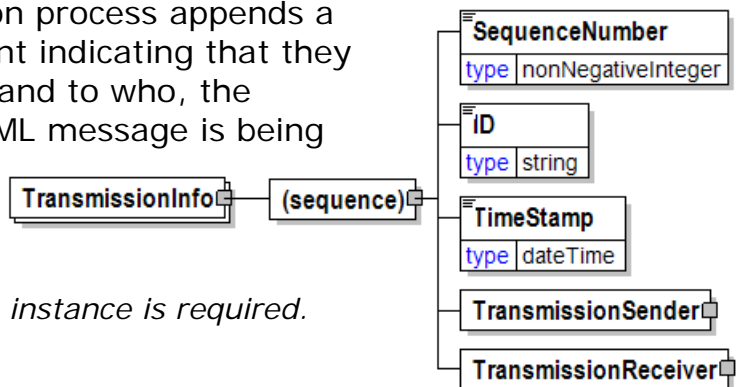 on process appends a
nt indicating that they
and to who, the
ML message is being
instance is required.
TransmissionInfo
(sequence)
SequenceNumber
type nonNegativeInteger
ID
type string
TimeStamp
type dateTime
TransmissionSender
TransmissionReceiver